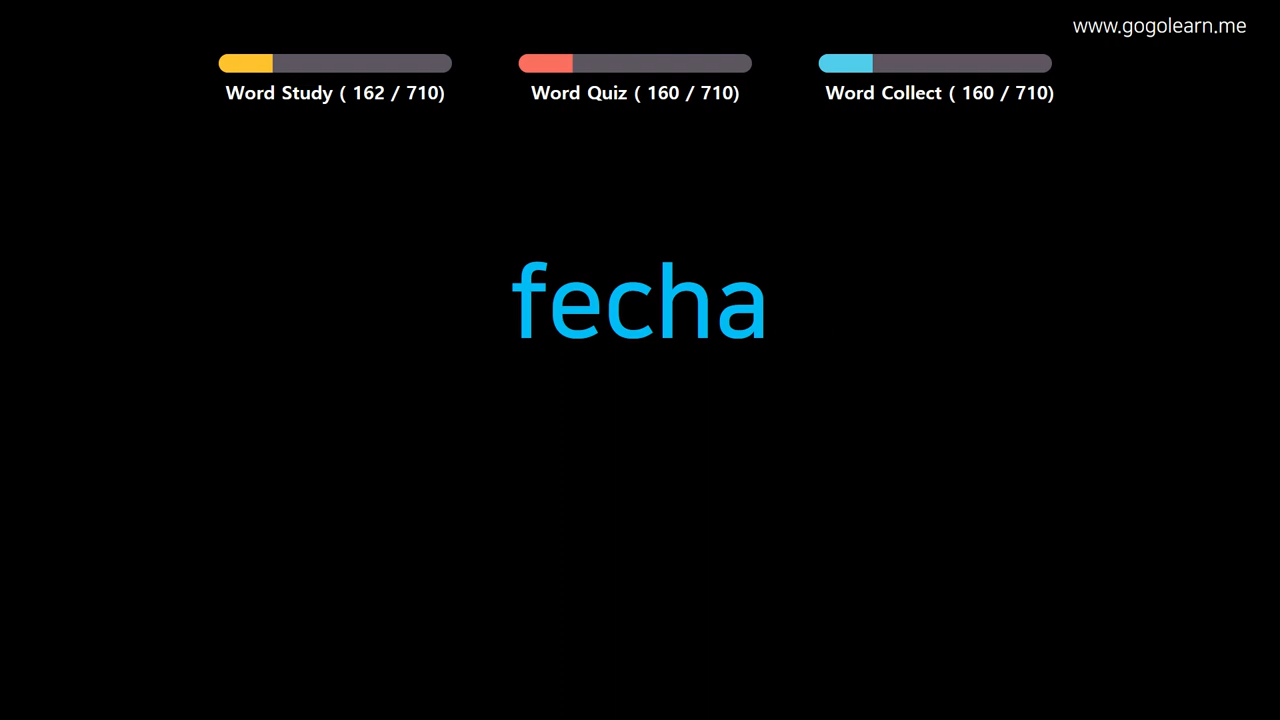 www.gogolearn.me
Word Study ( 162 / 710)
Word Quiz ( 160 / 710)
Word Collect ( 160 / 710)
fecha